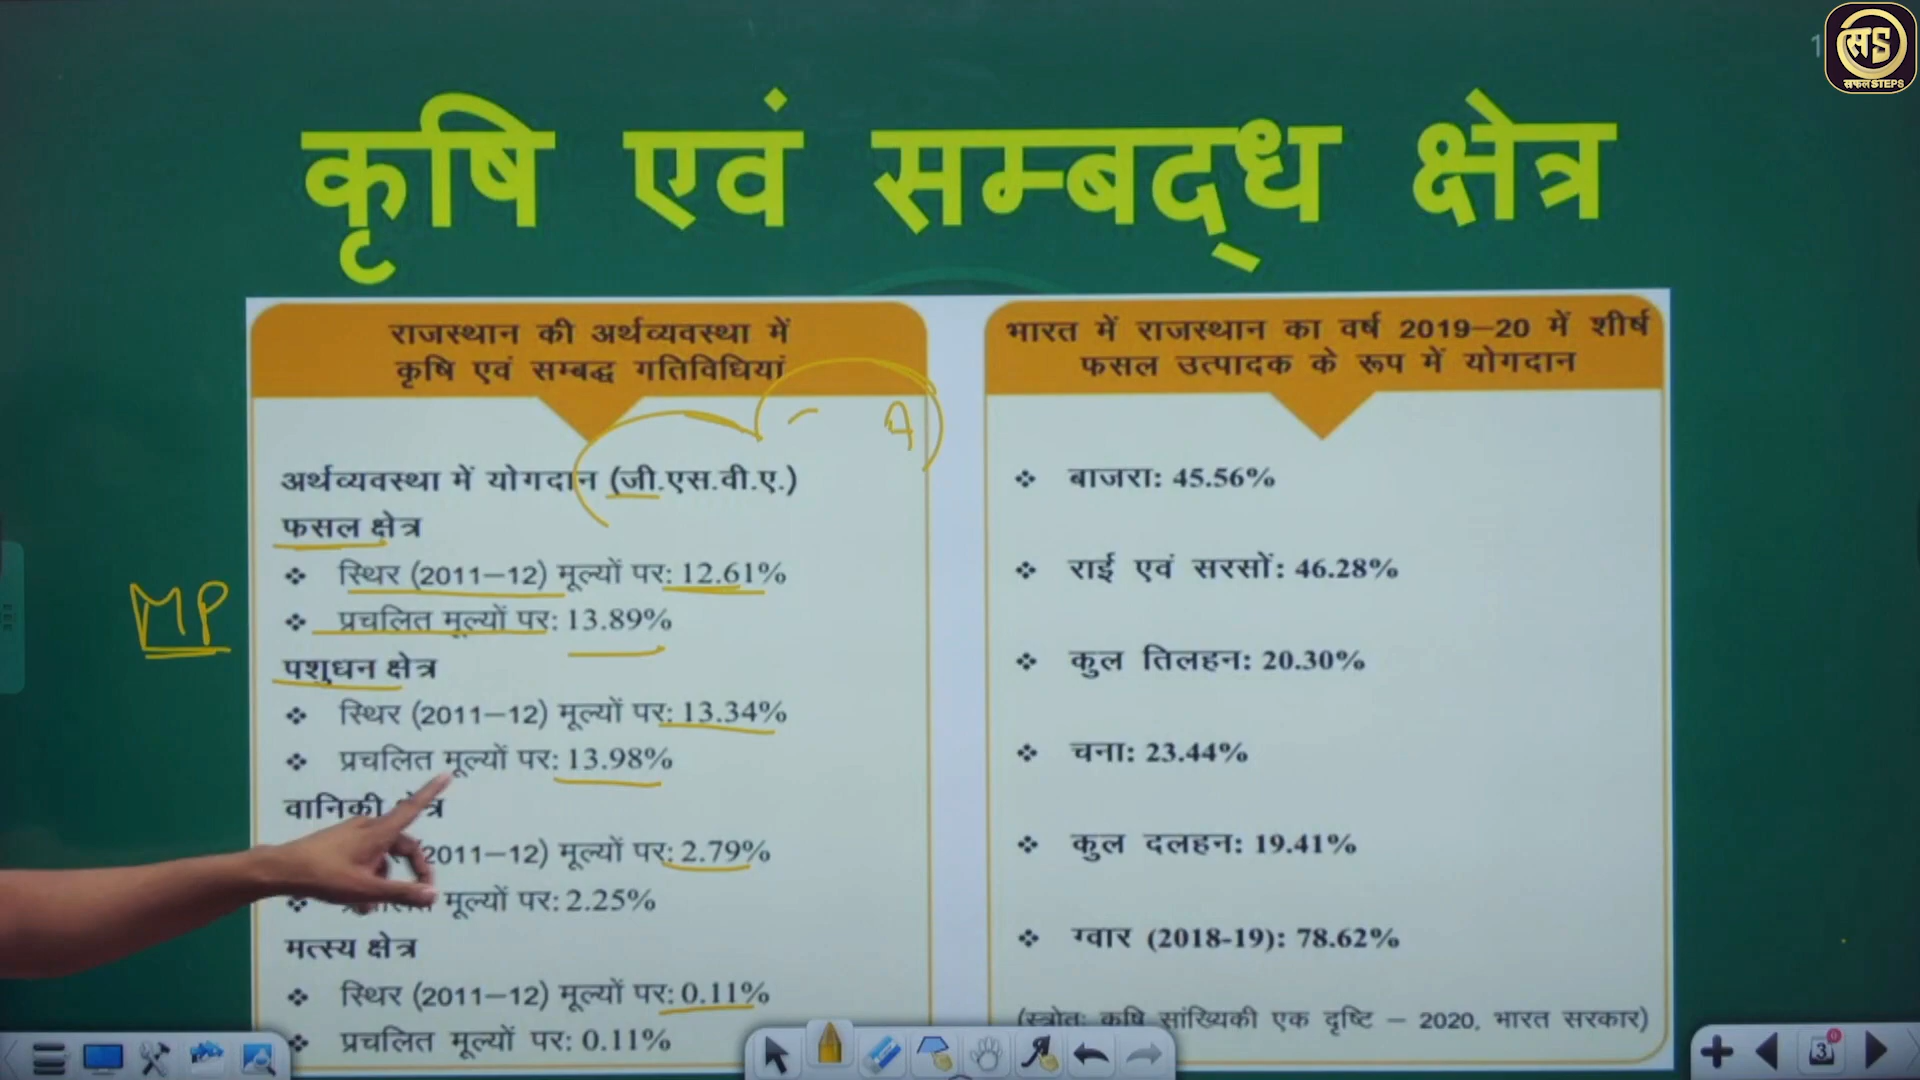 सS
सफलSTEPS
कृषि एवं सम्बद्ध क्षेत्र
राजस्थान की अर्थव्यवस्था में
कृषि एवं सम्बद्ध गतिविधियां
अर्थव्यवस्था में योगदान (जी.एस.वी.ए.)
फसल क्षेत्र
❖ स्थिर (2011–12) मूल्यों पर: 12.61%
❖ प्रचलित मूल्यों पर: 13.89%
MP
पशुधन क्षेत्र
❖ स्थिर (2011–12) मूल्यों पर: 13.34%
❖ प्रचलित मूल्यों पर: 13.98%
वानिकी
2011–12) मूल्यों पर: 2.79%
❖ मूल्यों पर: 2.25%
मत्स्य क्षेत्र
❖ स्थिर (2011–12) मूल्यों पर: 0.11%
❖ प्रचलित मूल्यों पर: 0.11%
भारत में राजस्थान का वर्ष 2019–20 में शीर्ष
फसल उत्पादक के रूप में योगदान
❖ बाजरा: 45.56%
❖ राई एवं सरसों: 46.28%
❖ कुल तिलहन: 20.30%
❖ चना: 23.44%
❖ कुल दलहन: 19.41%
❖ ग्वार (2018-19): 78.62%
(स्त्रोतः कृषि सांख्यिकी एक दृष्टि – 2020, भारत सरकार)
3